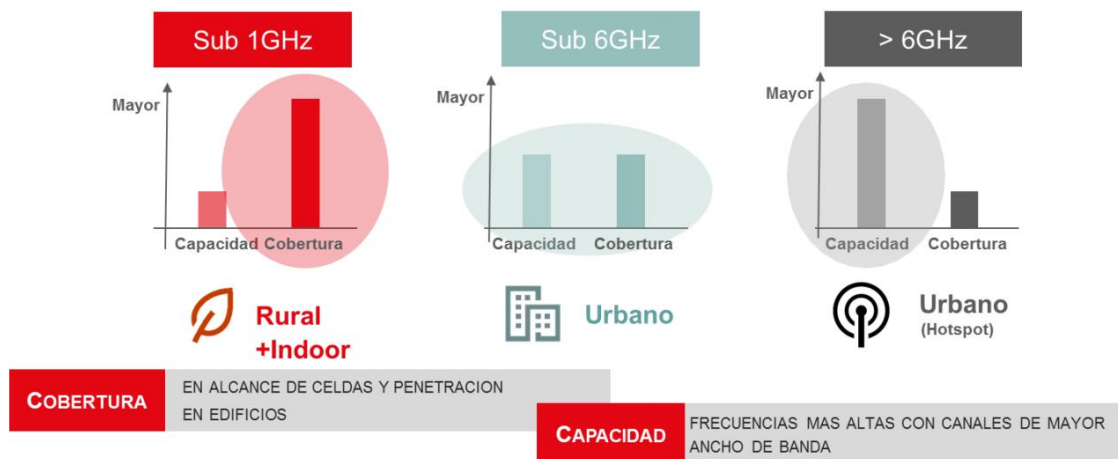 Sub 1GHz
Mayor
Capacidad
Cobertura
Rural
+Indoor
Sub 6GHz
Mayor
Capacidad
Cobertura
Urbano
> 6GHz
Mayor
Capacidad
Cobertura
Urbano
(Hotspot)
COBERTURA
EN ALCANCE DE CELDAS Y PENETRACION
EN EDIFICIOS
CAPACIDAD
FRECUENCIAS MAS ALTAS CON CANALES DE MAYOR
ANCHO DE BANDA